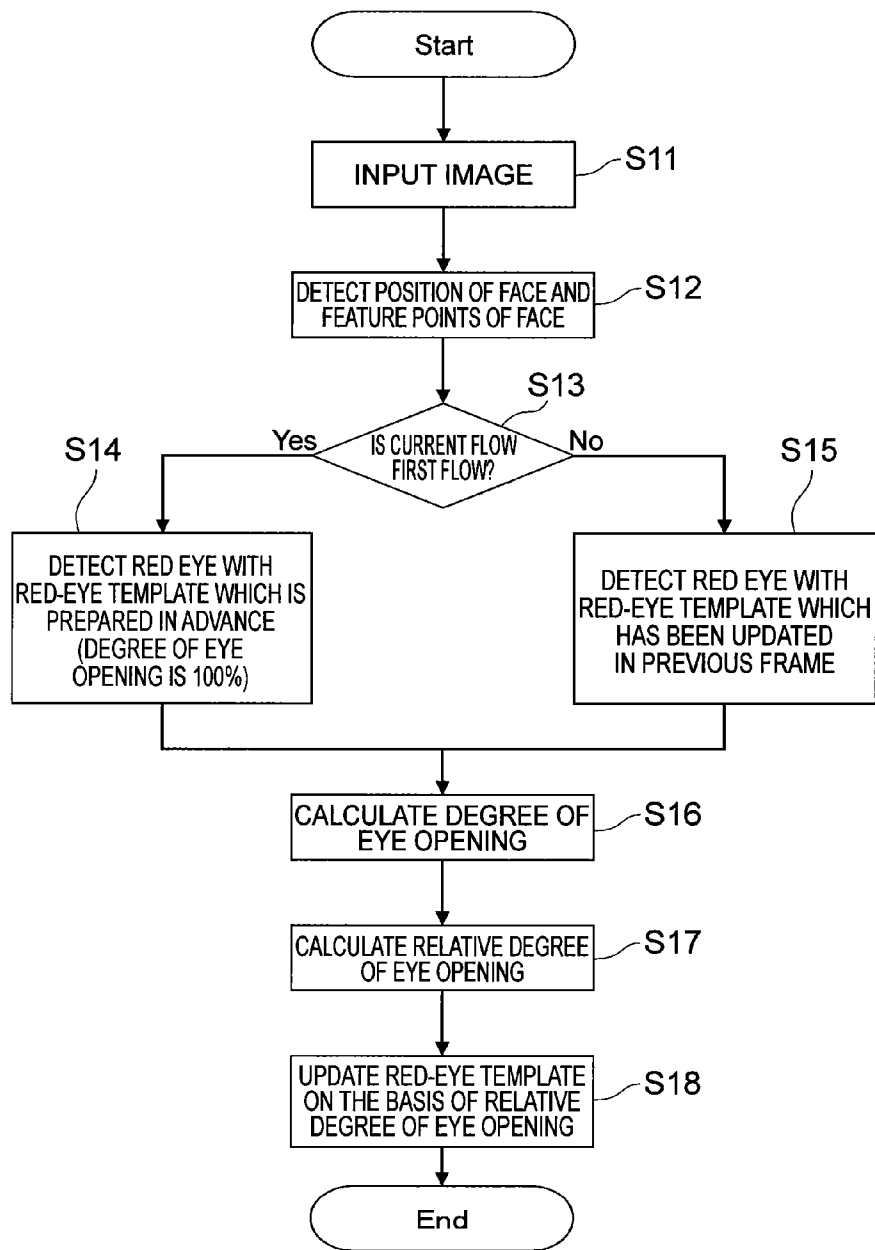 Start
INPUT IMAGE
S11
DETECT POSITION OF FACE AND
FEATURE POINTS OF FACE
S12
S13
IS CURRENT FLOW
FIRST FLOW?
Yes
No
S14
DETECT RED EYE WITH
RED-EYE TEMPLATE WHICH IS
PREPARED IN ADVANCE
(DEGREE OF EYE
OPENING IS 100%)
S15
DETECT RED EYE WITH
RED-EYE TEMPLATE WHICH
HAS BEEN UPDATED
IN PREVIOUS FRAME
CALCULATE DEGREE OF
EYE OPENING
S16
CALCULATE RELATIVE DEGREE
OF EYE OPENING
S17
UPDATE RED-EYE TEMPLATE
ON THE BASIS OF RELATIVE
DEGREE OF EYE OPENING
S18
End